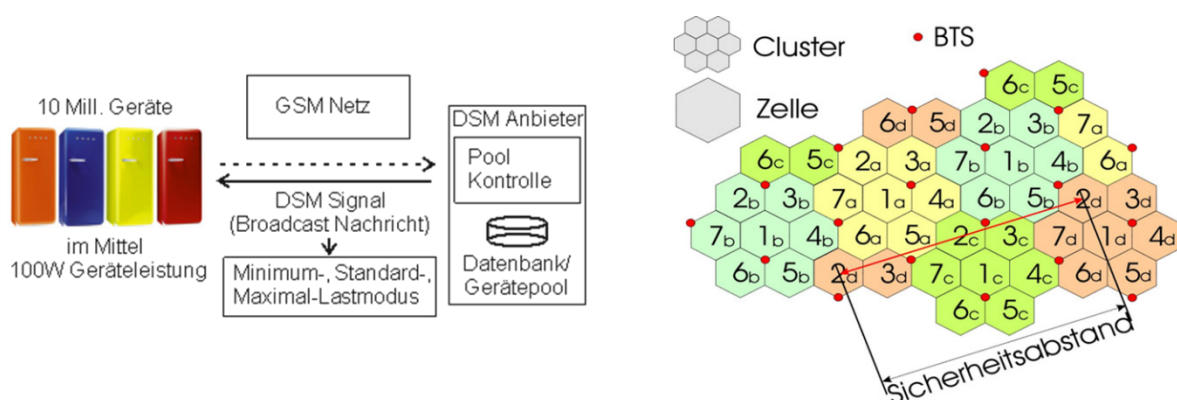 10 Mill. Geräte
im Mittel
100W Geräteleistung
GSM Netz
DSM Signal
(Broadcast Nachricht)
Minimum-, Standard-,
Maximal-Lastmodus
DSM Anbieter
Pool
Kontrolle
Datenbank/
Gerätepool
Cluster
BTS
Zelle
6c 5c
6d 5d 2b 3b 7a
6c 5c 2a 3a 7b 1b 4b 6a
2b 3b 7a 1a 4a 6b 5b 2d 3d
7b 1b 4b 6a 5a 2c 3c 7d 1d 4d
6b 5b 2d 3d 7c 1c 4c 6d 5d
6c 5c
Sicherheitsabstand